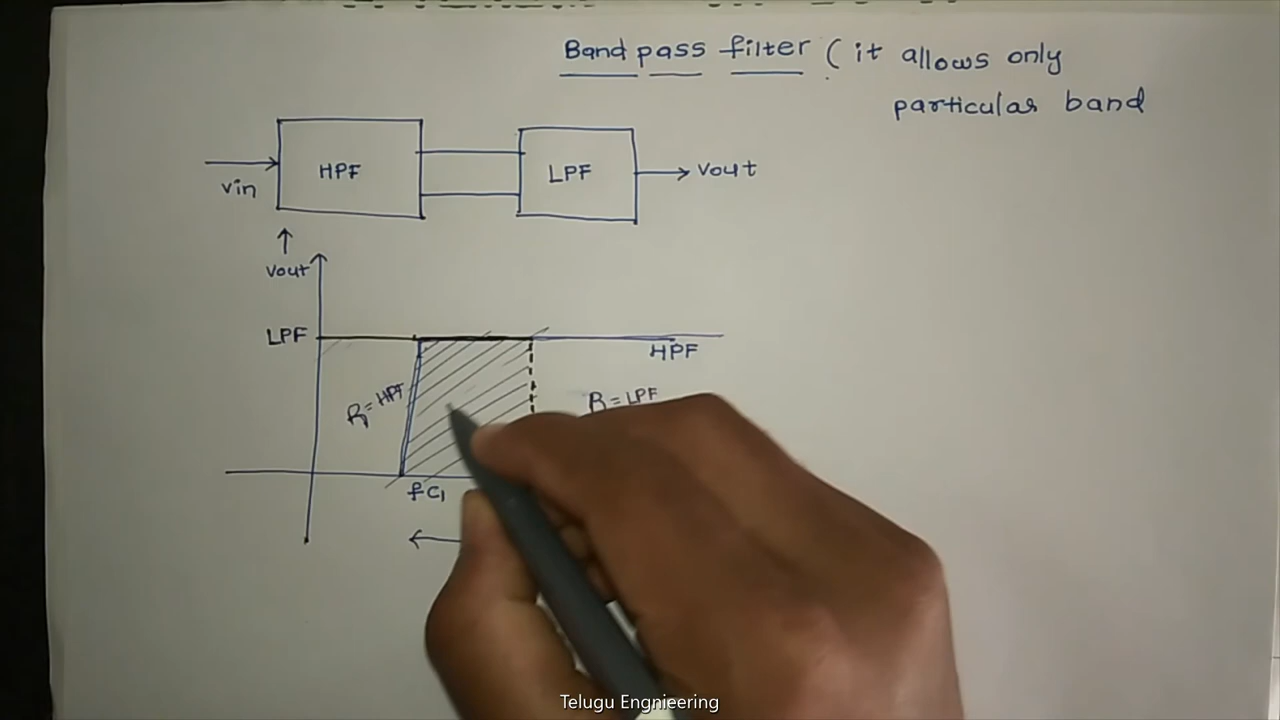 Band pass filter ( it allows only
particular band
HPF
LPF
Vout
Vin
Vout
LPF
HPF
R=HPF
R=LPF
fC1
Telugu Engnieering